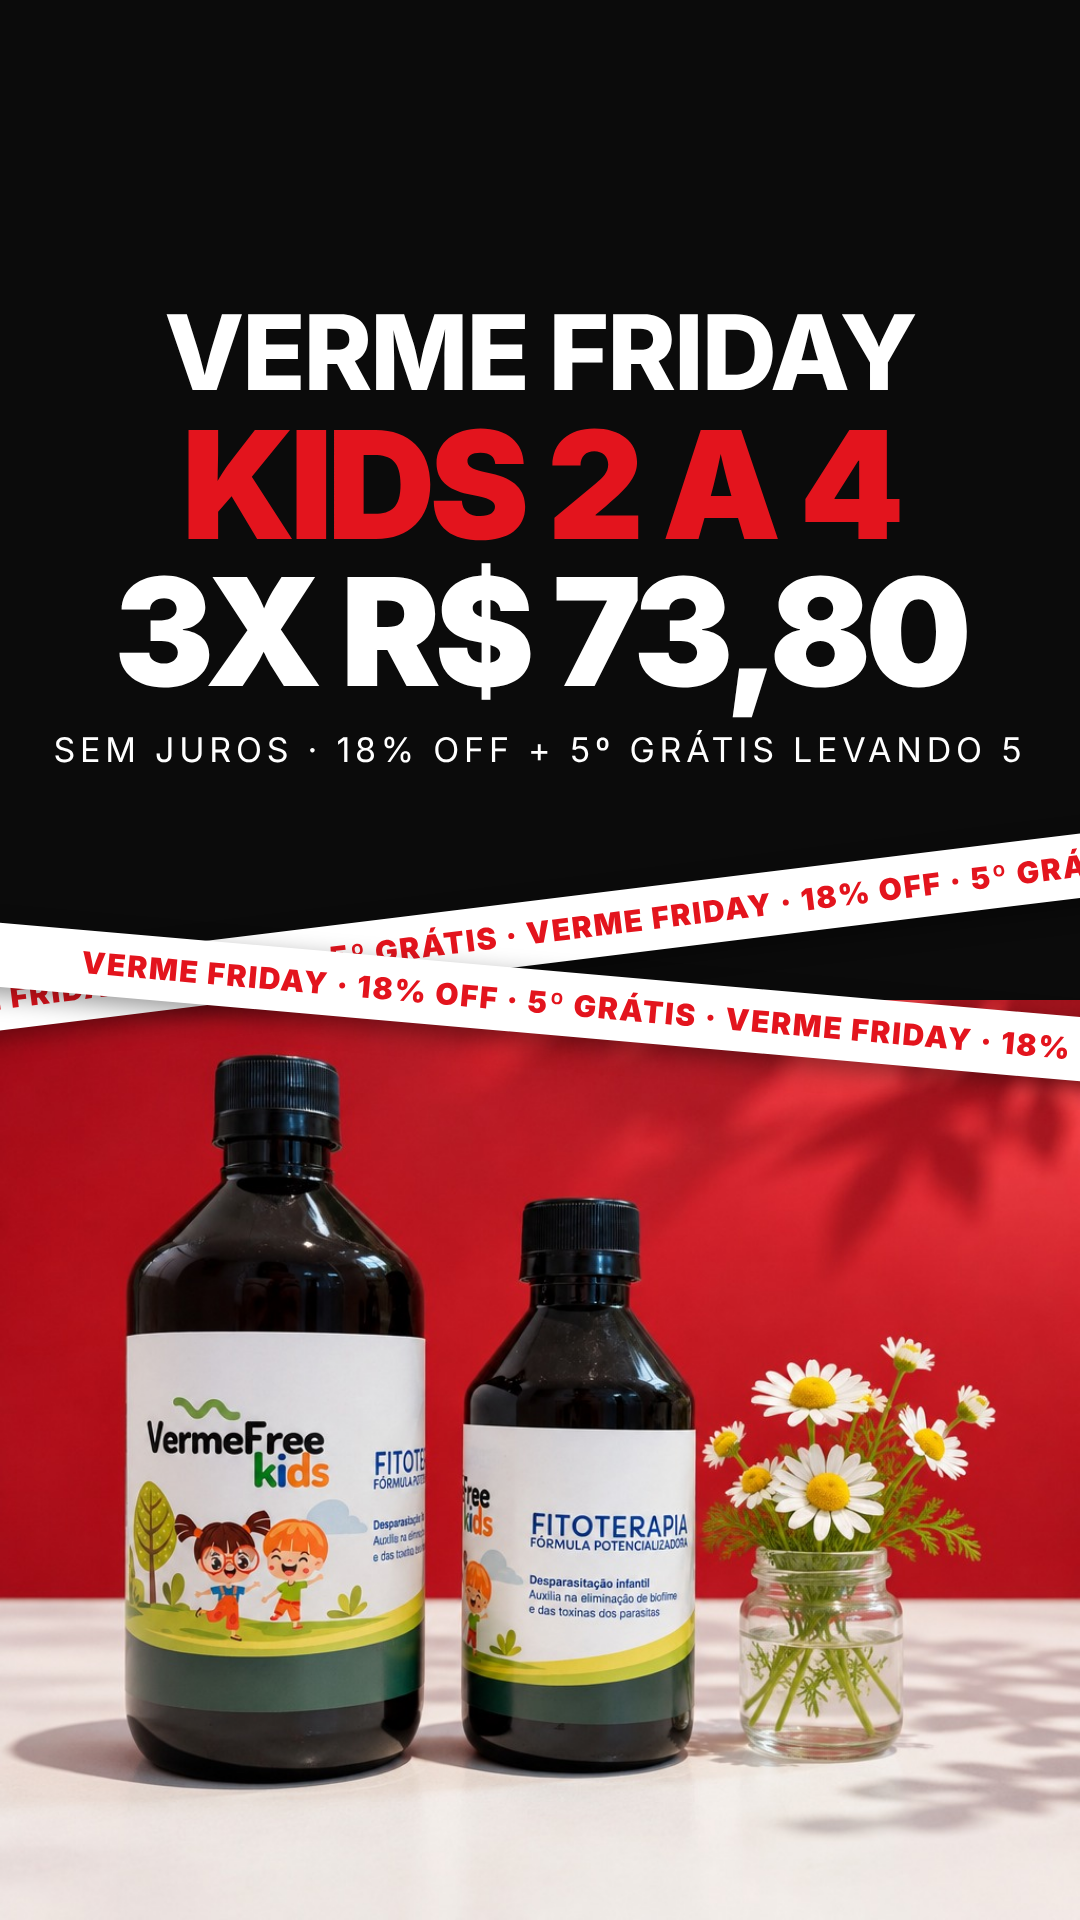 VERME FRIDAY
KIDS 2 A 4
3X R$ 73,80
SEM JUROS · 18% OFF + 5º GRÁTIS LEVANDO 5
5º GRÁTIS · VERME FRIDAY · 18% OFF · 5º
VERME FRIDAY · 18% OFF · 5º GRÁTIS · VERME FRIDAY · 18%
VermeFree
kids
FITOTERAPIA
FÓRMULA POTENCIALIZADORA
Desparasitação infantil
Auxilia na eliminação de biofilme
e das toxinas dos parasitas